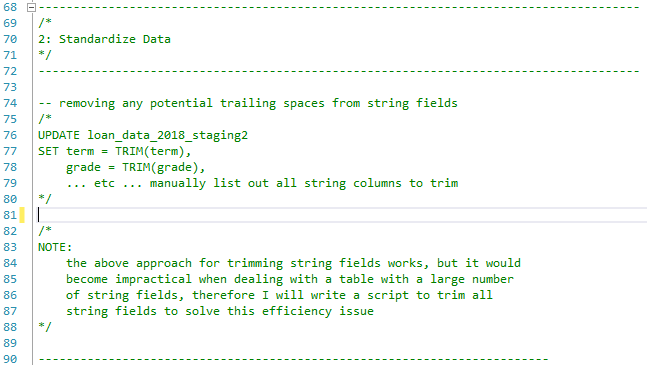 68 --------------------------------------------------------------------------------------
69 /*
70 2: Standardize Data
71 */
72 --------------------------------------------------------------------------------------
73
74 -- removing any potential trailing spaces from string fields
75 /*
76 UPDATE loan_data_2018_staging2
77 SET term = TRIM(term),
78     grade = TRIM(grade),
79     ... etc ... manually list out all string columns to trim
80 */
81
82 /*
83 NOTE:
84     the above approach for trimming string fields works, but it would
85     become impractical when dealing with a table with a large number
86     of string fields, therefore I will write a script to trim all
87     string fields to solve this efficiency issue
88 */
89
90 -------------------------------------------------------------------------